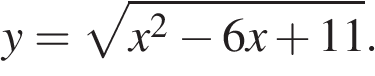 y = √(x² − 6x + 11).